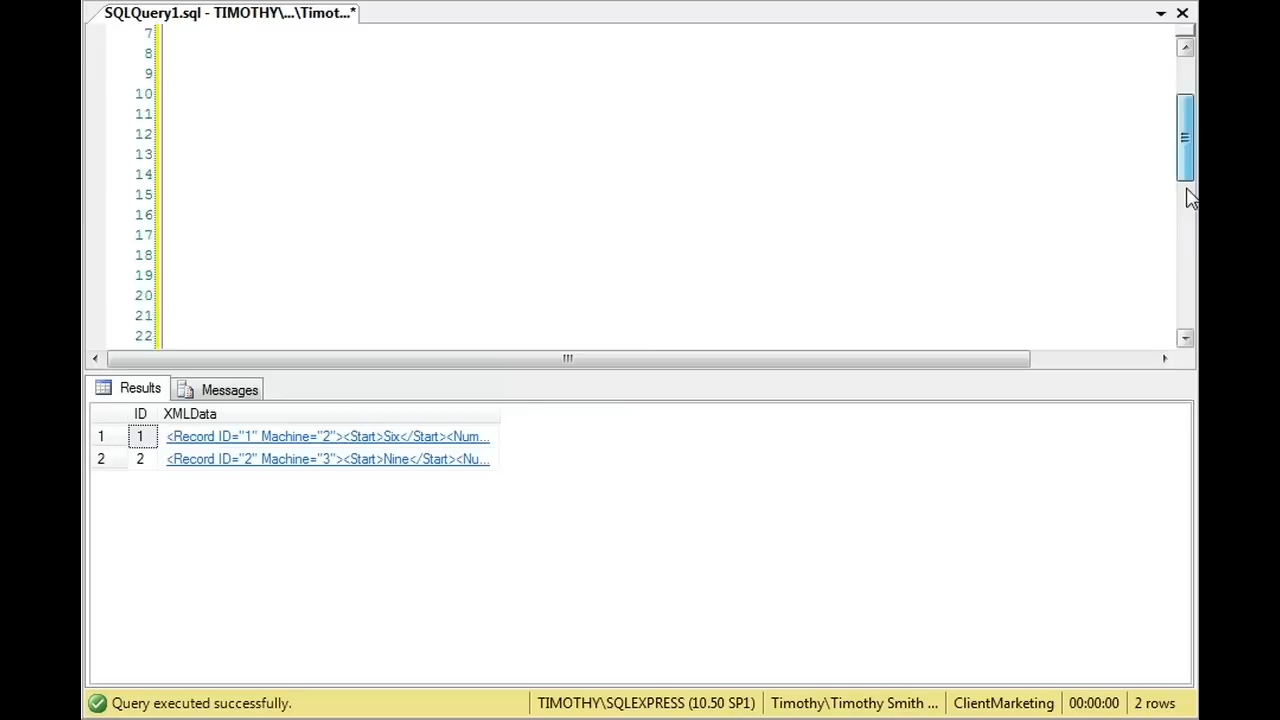 SQLQuery1.sql - TIMOTHY\...\Timot...*
7
8
9
10
11
12
13
14
15
16
17
18
19
20
21
22
Results Messages
ID XMLData
1 1 <Record ID="1" Machine="2"><Start>Six</Start><Num...
2 2 <Record ID="2" Machine="3"><Start>Nine</Start><Nu...
Query executed successfully. TIMOTHY\SQLEXPRESS (10.50 SP1) Timothy\Timothy Smith ... ClientMarketing 00:00:00 2 rows